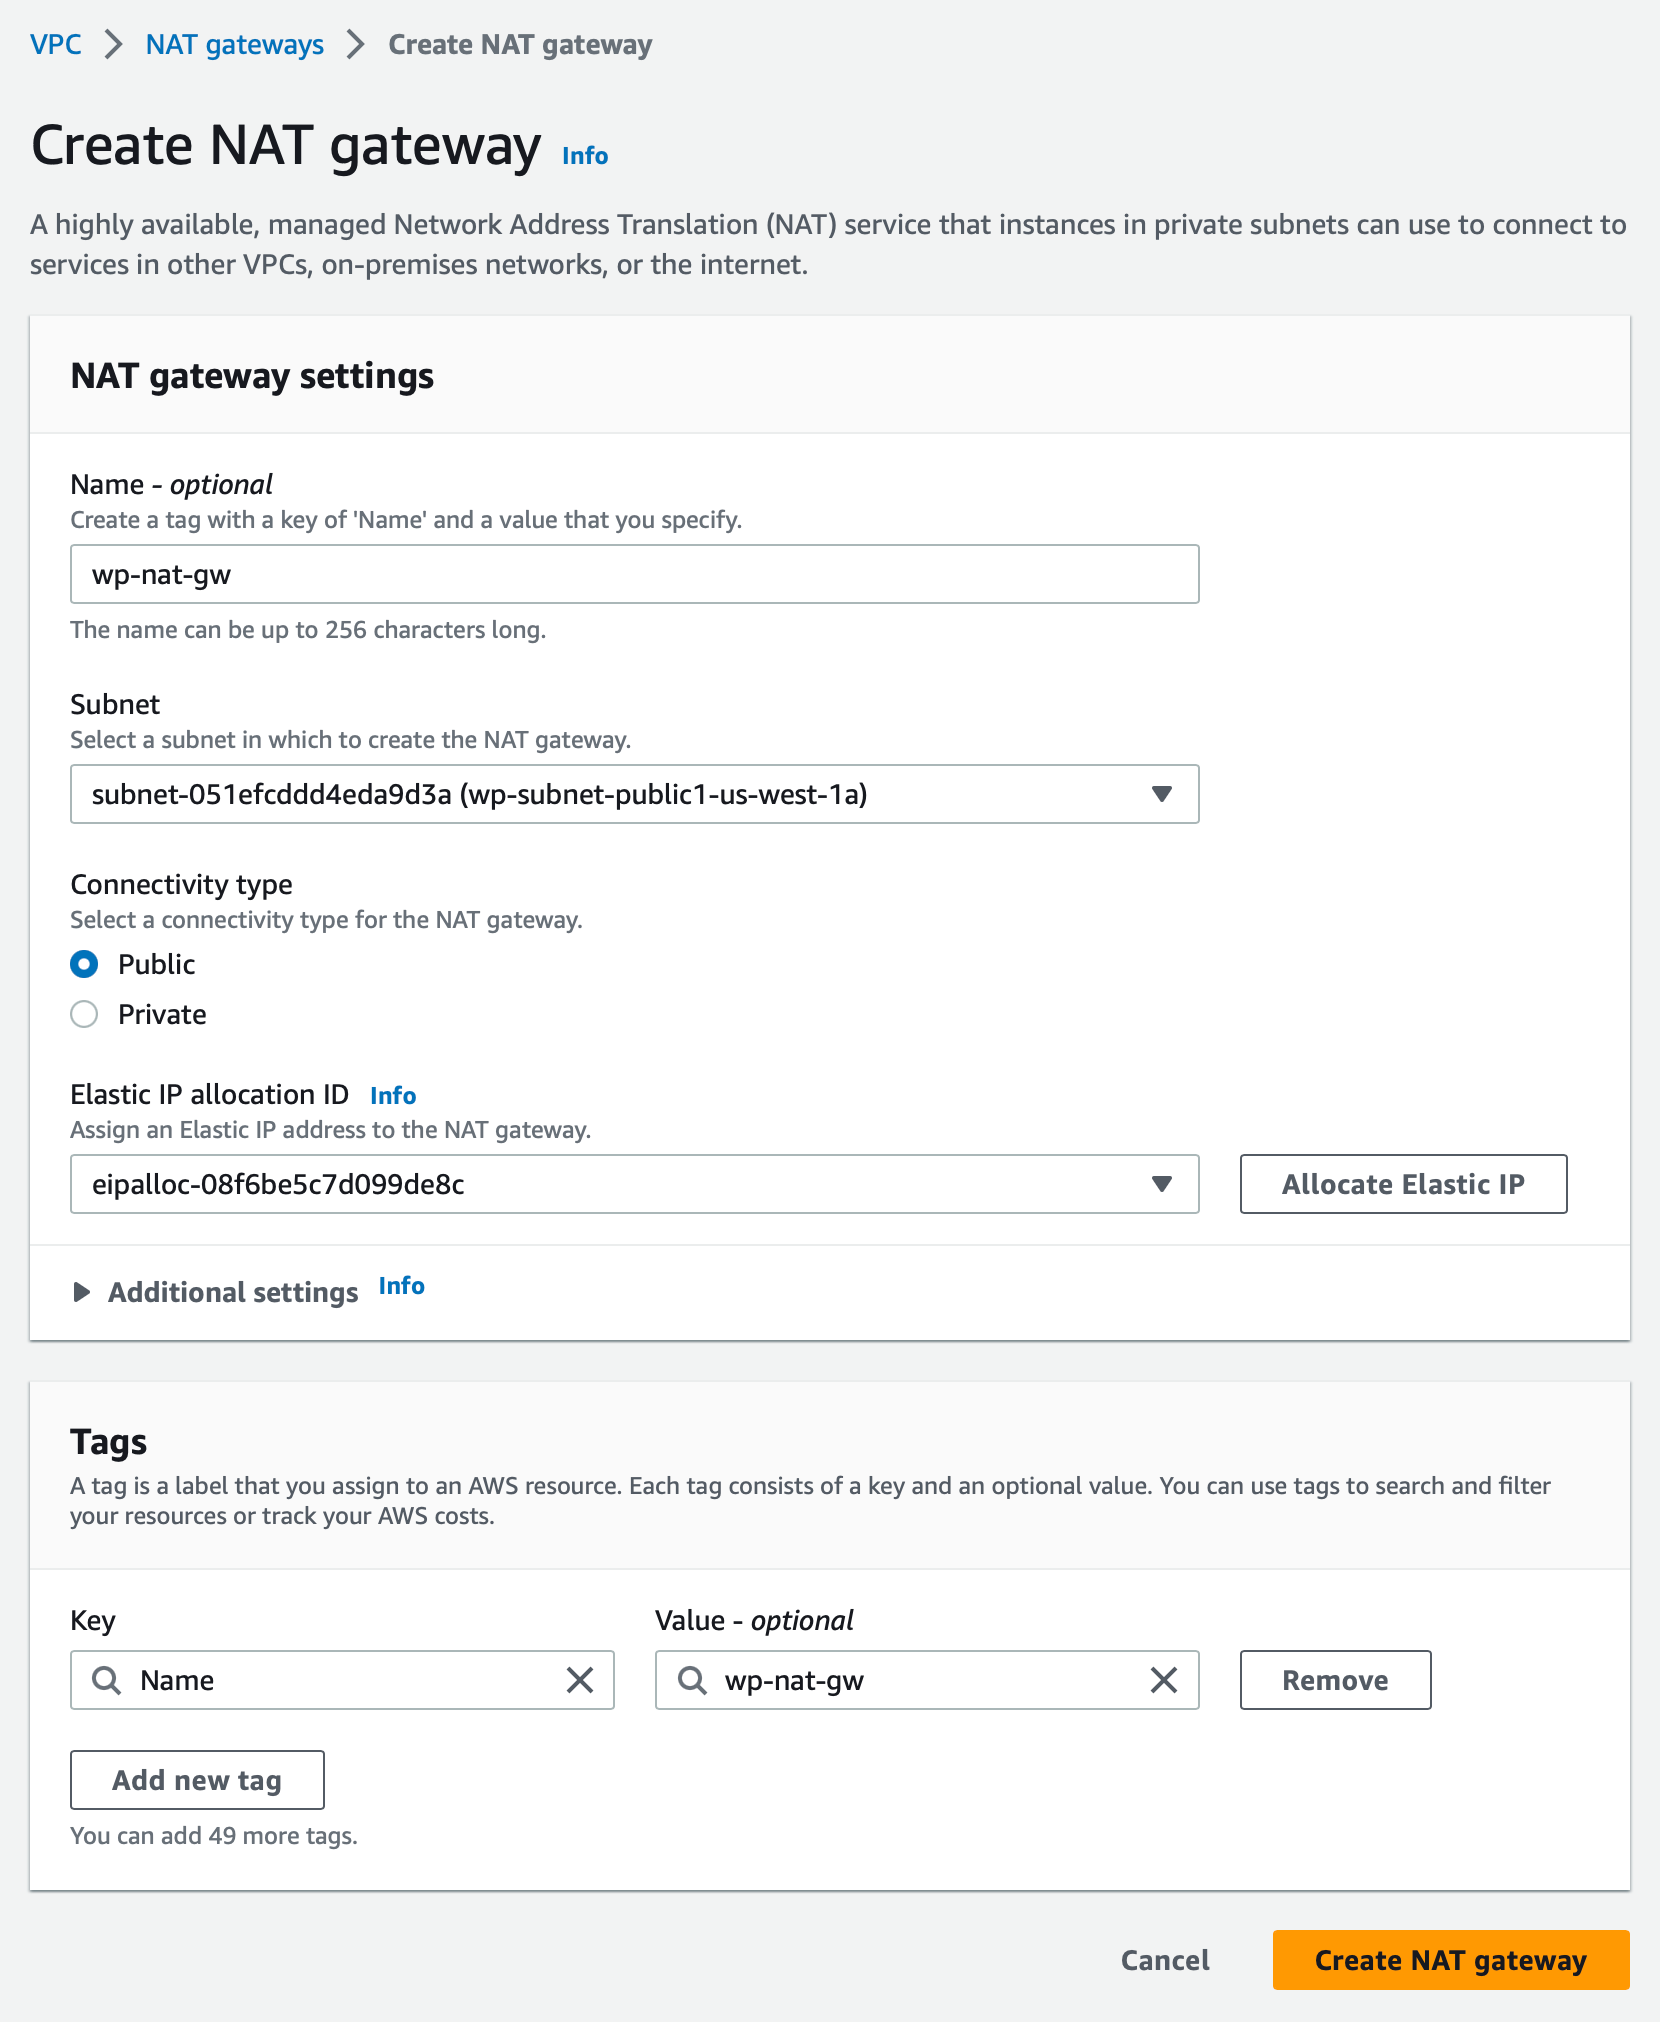 VPC > NAT gateways > Create NAT gateway
Create NAT gateway Info
A highly available, managed Network Address Translation (NAT) service that instances in private subnets can use to connect to
services in other VPCs, on-premises networks, or the internet.
NAT gateway settings
Name - optional
Create a tag with a key of 'Name' and a value that you specify.
wp-nat-gw
The name can be up to 256 characters long.
Subnet
Select a subnet in which to create the NAT gateway.
subnet-051efcddd4eda9d3a (wp-subnet-public1-us-west-1a)
Connectivity type
Select a connectivity type for the NAT gateway.
Public
Private
Elastic IP allocation ID Info
Assign an Elastic IP address to the NAT gateway.
eipalloc-08f6be5c7d099de8c
Allocate Elastic IP
Additional settings Info
Tags
A tag is a label that you assign to an AWS resource. Each tag consists of a key and an optional value. You can use tags to search and filter
your resources or track your AWS costs.
Key
Value - optional
Name
wp-nat-gw
Remove
Add new tag
You can add 49 more tags.
Cancel
Create NAT gateway